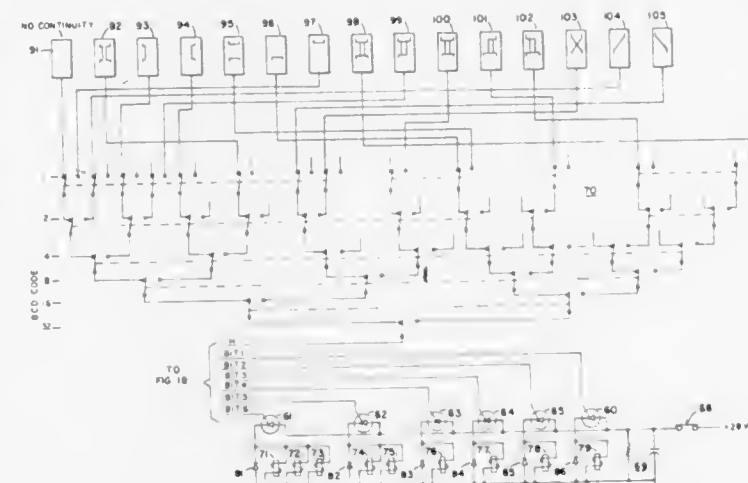 NO CONTINUITY 92 93 94 95 96 97 98 99 100 101 102 103 104 105
91
1
70
2
4
8
16
32
BCD CODE
TO
FIG 1B
H
BIT 1
BIT 2
BIT 3
BIT 4
BIT 5
BIT 6
61 62 63 64 65 60 68
+28V
71 72 73 74 75 76 77 78 79 69
81 82 83 84 85 86